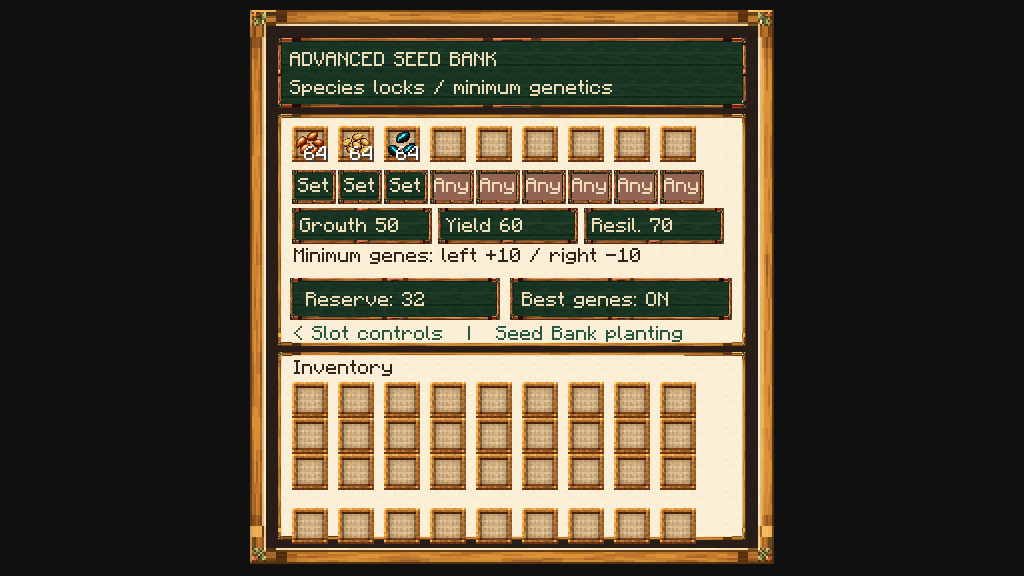 ADVANCED SEED BANK
Species locks / minimum genetics
64 64 64
Set Set Set Any Any Any Any Any Any
Growth 50 Yield 60 Resil. 70
Minimum genes: left +10 / right -10
Reserve: 32 Best genes: ON
< Slot controls | Seed Bank planting
Inventory